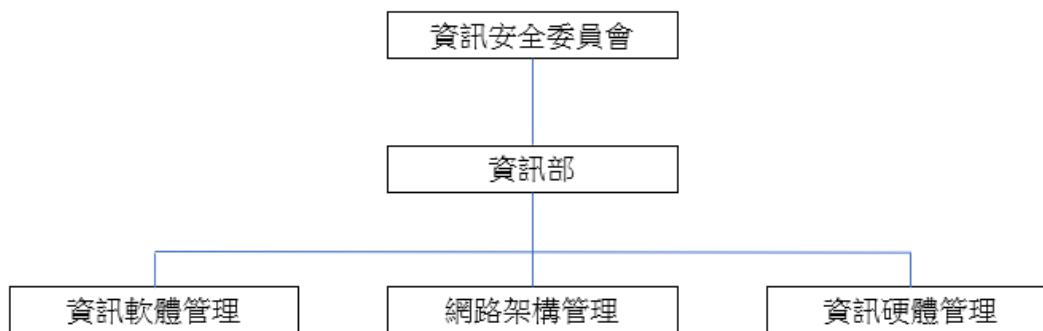 資訊安全委員會
資訊部
資訊軟體管理
網路架構管理
資訊硬體管理